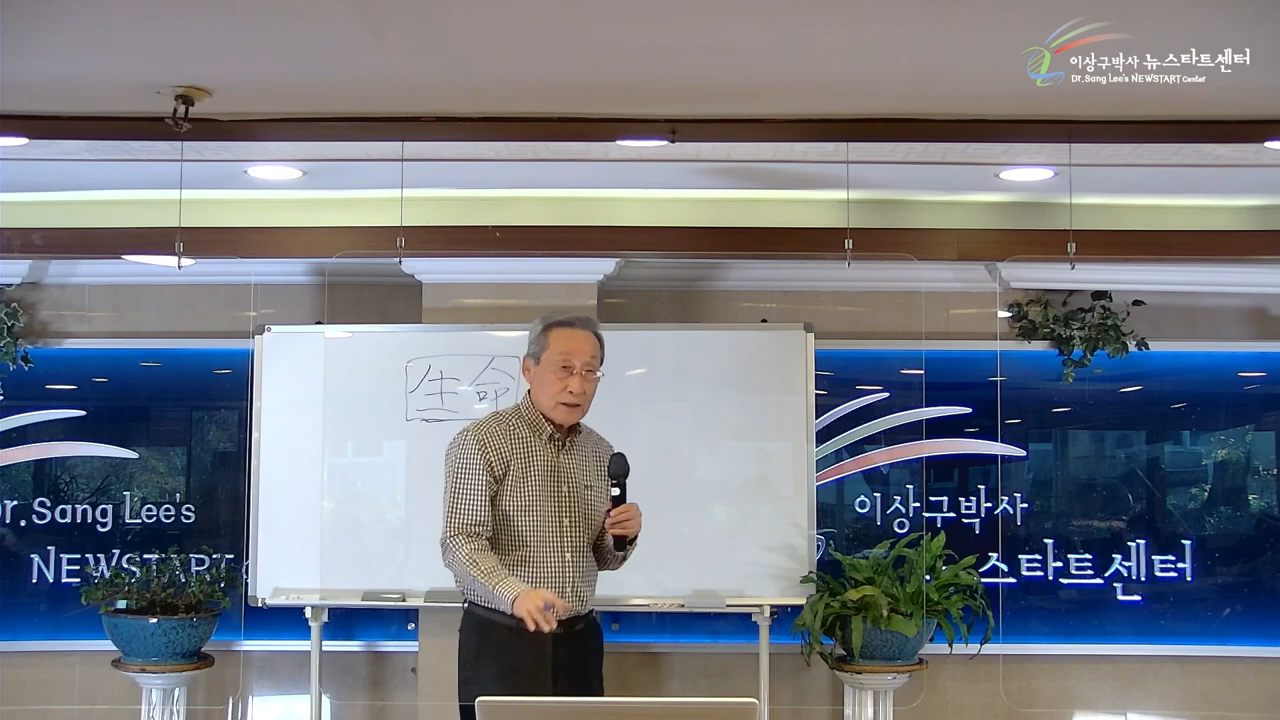 이상구박사 뉴스타트센터
Dr. Sang Lee's NEWSTART Center
生命
Dr. Sang Lee's
NEWSTART
이상구박사
스타트센터